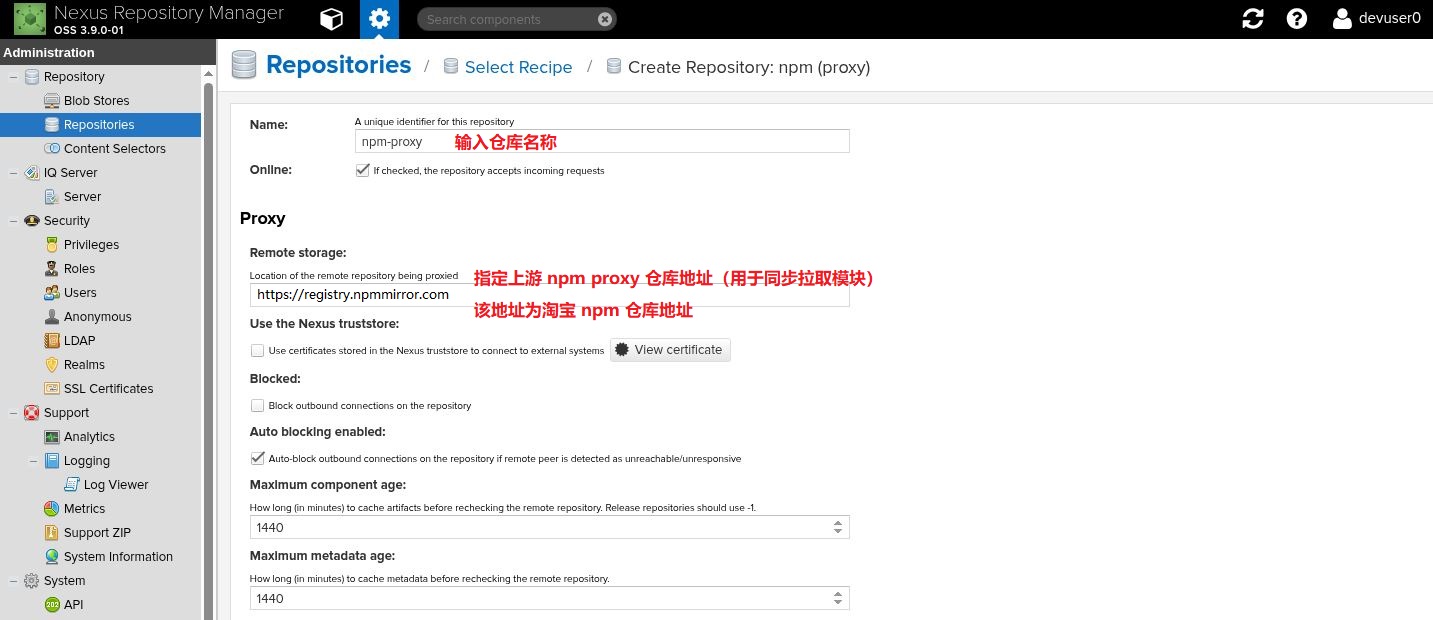 Nexus Repository Manager
OSS 3.9.0-01
Search components
devuser0
Administration
Repository
Blob Stores
Repositories
Content Selectors
IQ Server
Server
Security
Privileges
Roles
Users
Anonymous
LDAP
Realms
SSL Certificates
Support
Analytics
Logging
Log Viewer
Metrics
Support ZIP
System Information
System
API
Repositories / Select Recipe / Create Repository: npm (proxy)
Name:
A unique identifier for this repository
npm-proxy 输入仓库名称
Online:
If checked, the repository accepts incoming requests
Proxy
Remote storage:
Location of the remote repository being proxied
指定上游 npm proxy 仓库地址（用于同步拉取模块）
https://registry.npmmirror.com
该地址为淘宝 npm 仓库地址
Use the Nexus truststore:
Use certificates stored in the Nexus truststore to connect to external systems
View certificate
Blocked:
Block outbound connections on the repository
Auto blocking enabled:
Auto-block outbound connections on the repository if remote peer is detected as unreachable/unresponsive
Maximum component age:
How long (in minutes) to cache artifacts before rechecking the remote repository. Release repositories should use -1.
1440
Maximum metadata age:
How long (in minutes) to cache metadata before rechecking the remote repository.
1440